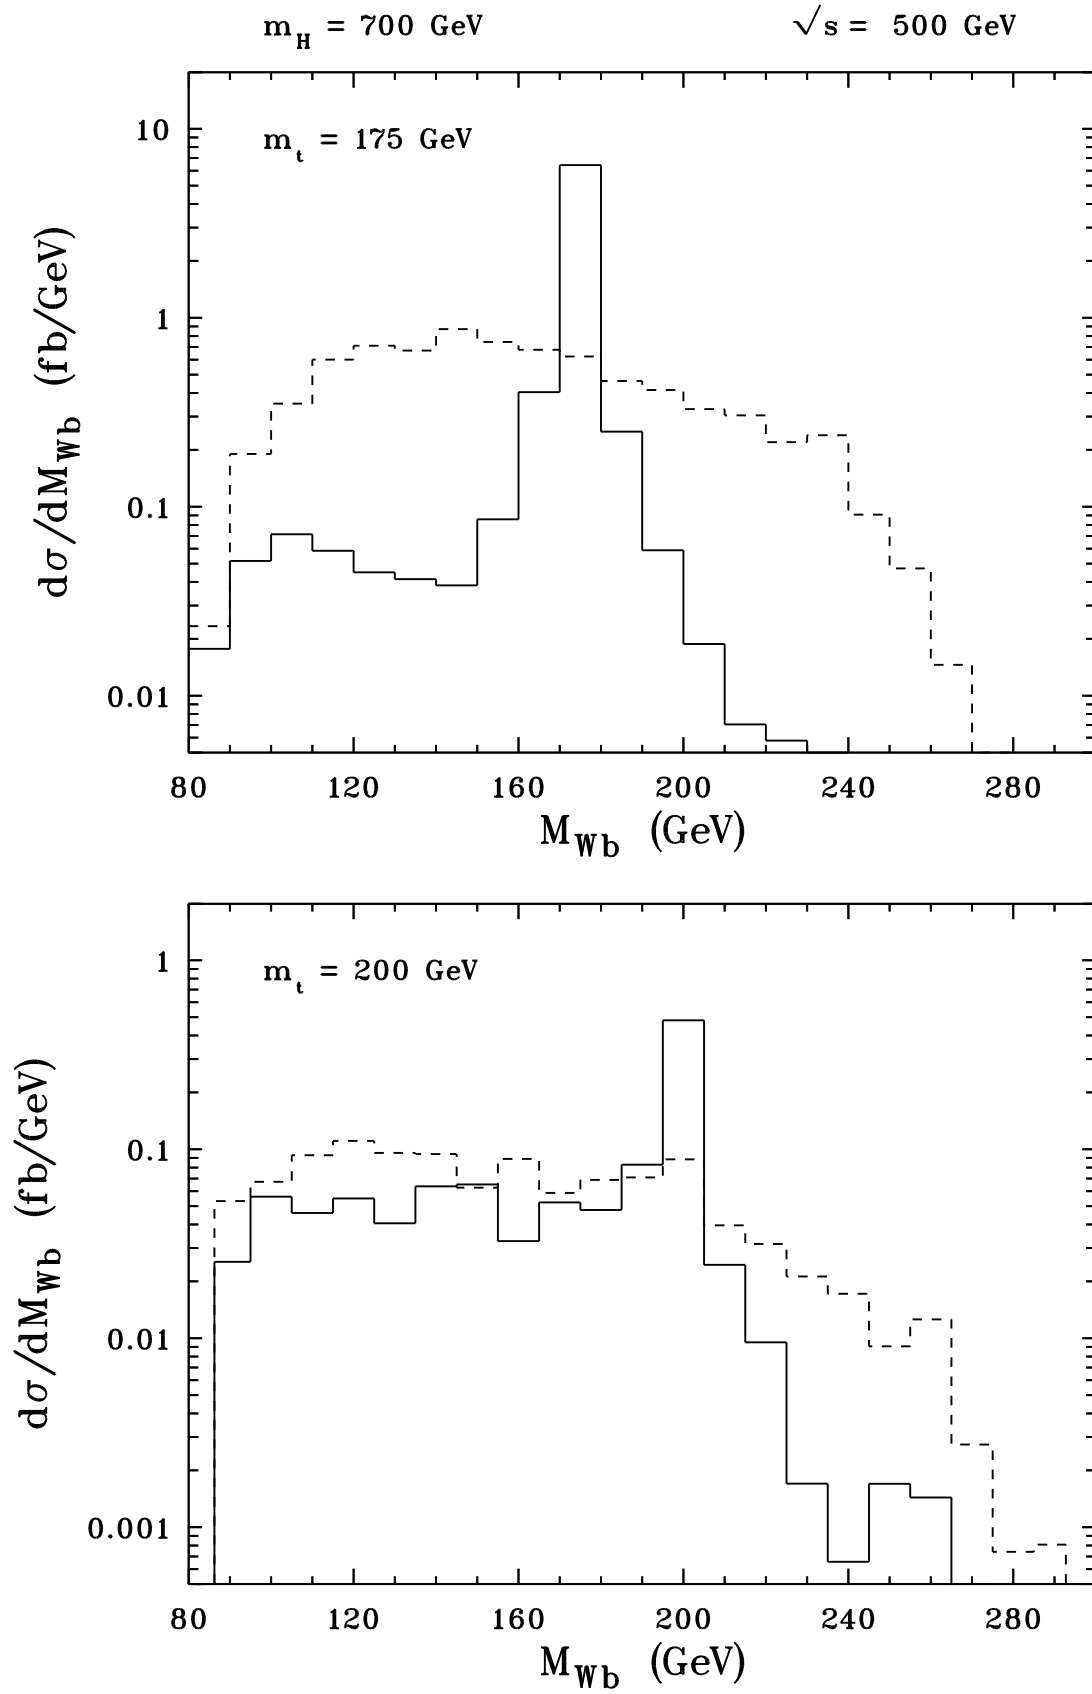 m_H = 700 GeV √s = 500 GeV
m_t = 175 GeV
10
1
0.1
0.01
dσ/dM_Wb (fb/GeV)
80 120 160 200 240 280
M_Wb (GeV)
m_t = 200 GeV
1
0.1
0.01
0.001
dσ/dM_Wb (fb/GeV)
80 120 160 200 240 280
M_Wb (GeV)